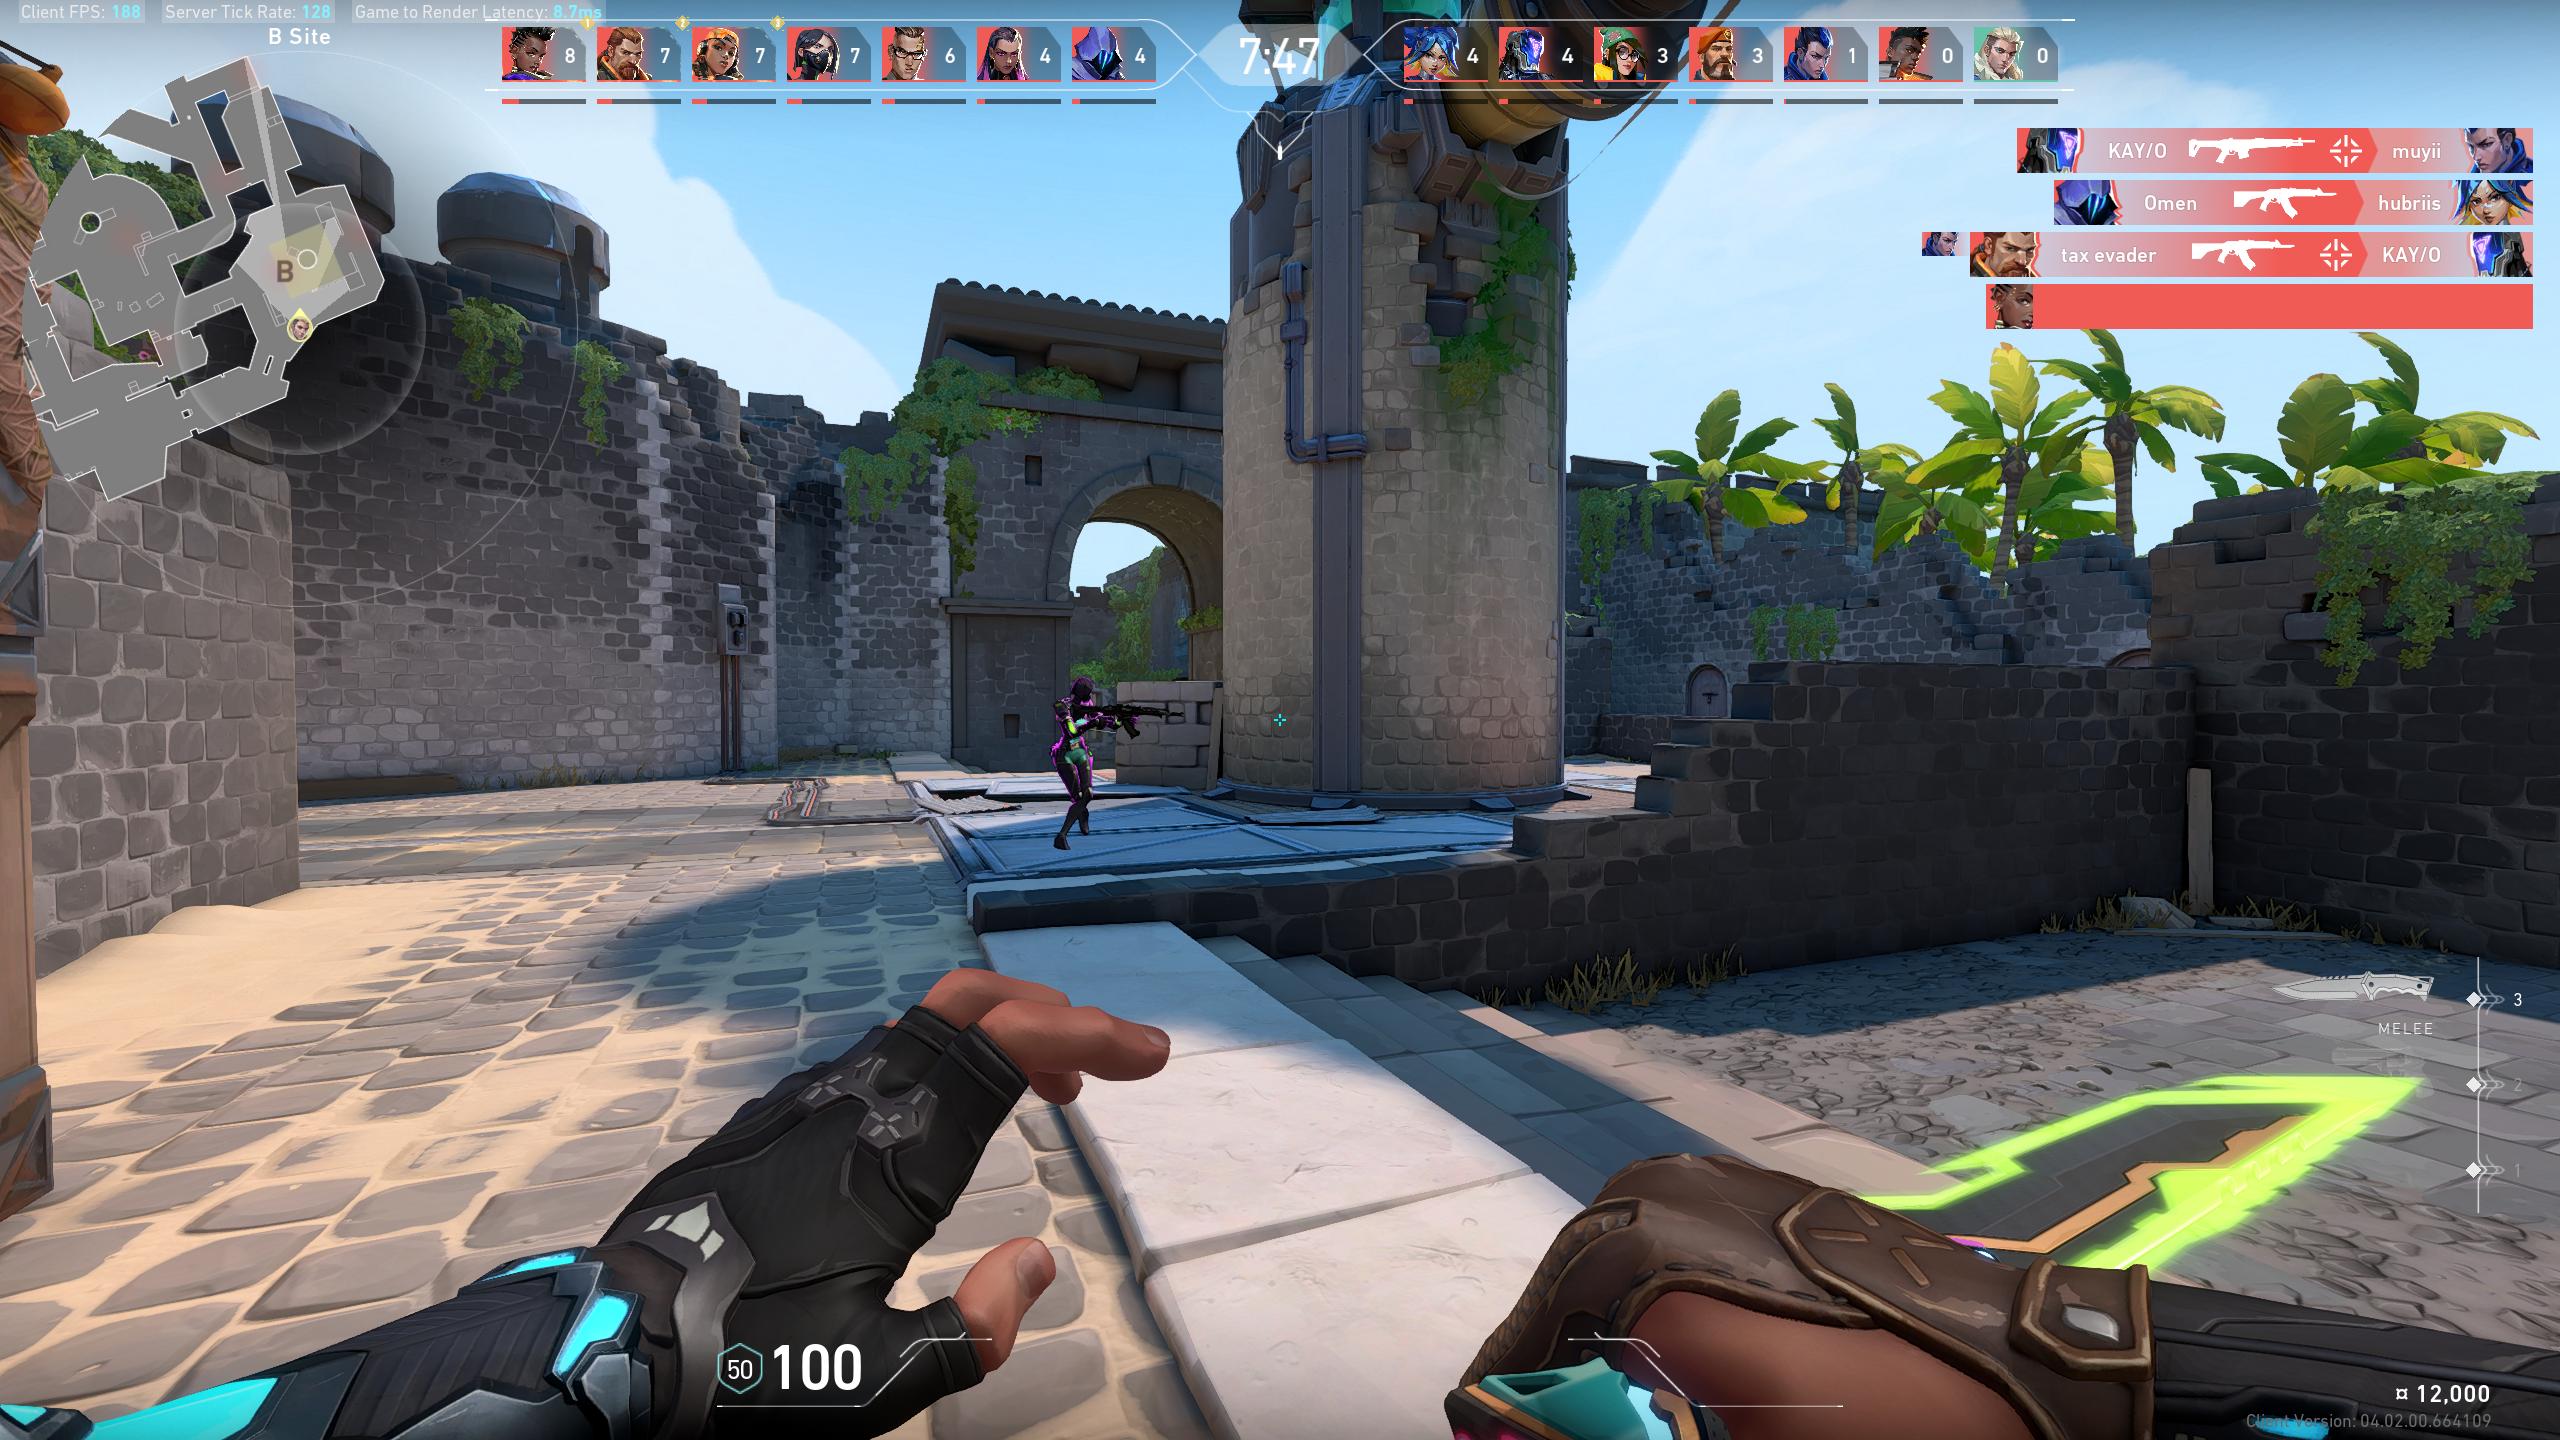 Client FPS: 188 Server Tick Rate: 128 Game to Render Latency: 8.7ms
B Site
8 7 7 7 6 4 4
7:47
4 4 3 3 1 0 0
B
KAY/O muyii
Omen hubriis
tax evader KAY/O
3
MELEE
2
1
50 100
¤ 12,000
Client Version: 04.02.00.664109